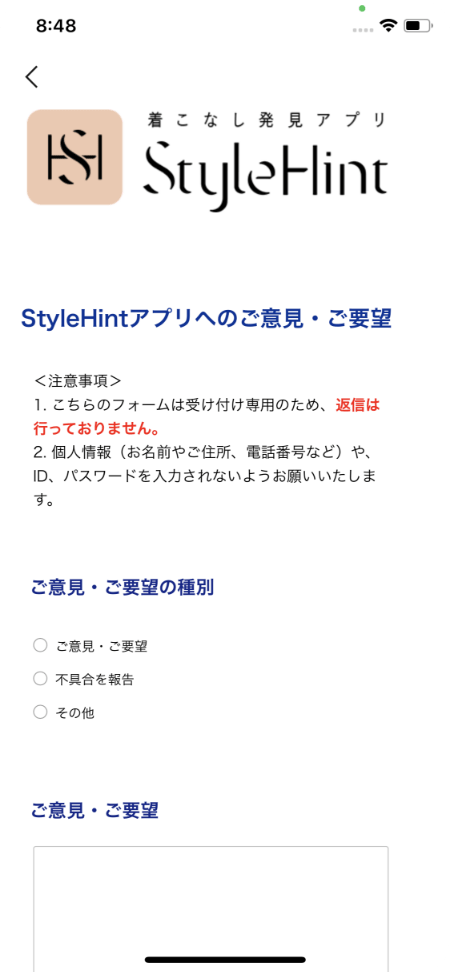 8:48
着こなし発見アプリ
StyleHint
StyleHintアプリへのご意見・ご要望
＜注意事項＞
1. こちらのフォームは受け付け専用のため、返信は
行っておりません。
2. 個人情報（お名前やご住所、電話番号など）や、
ID、パスワードを入力されないようお願いいたしま
す。
ご意見・ご要望の種別
ご意見・ご要望
不具合を報告
その他
ご意見・ご要望